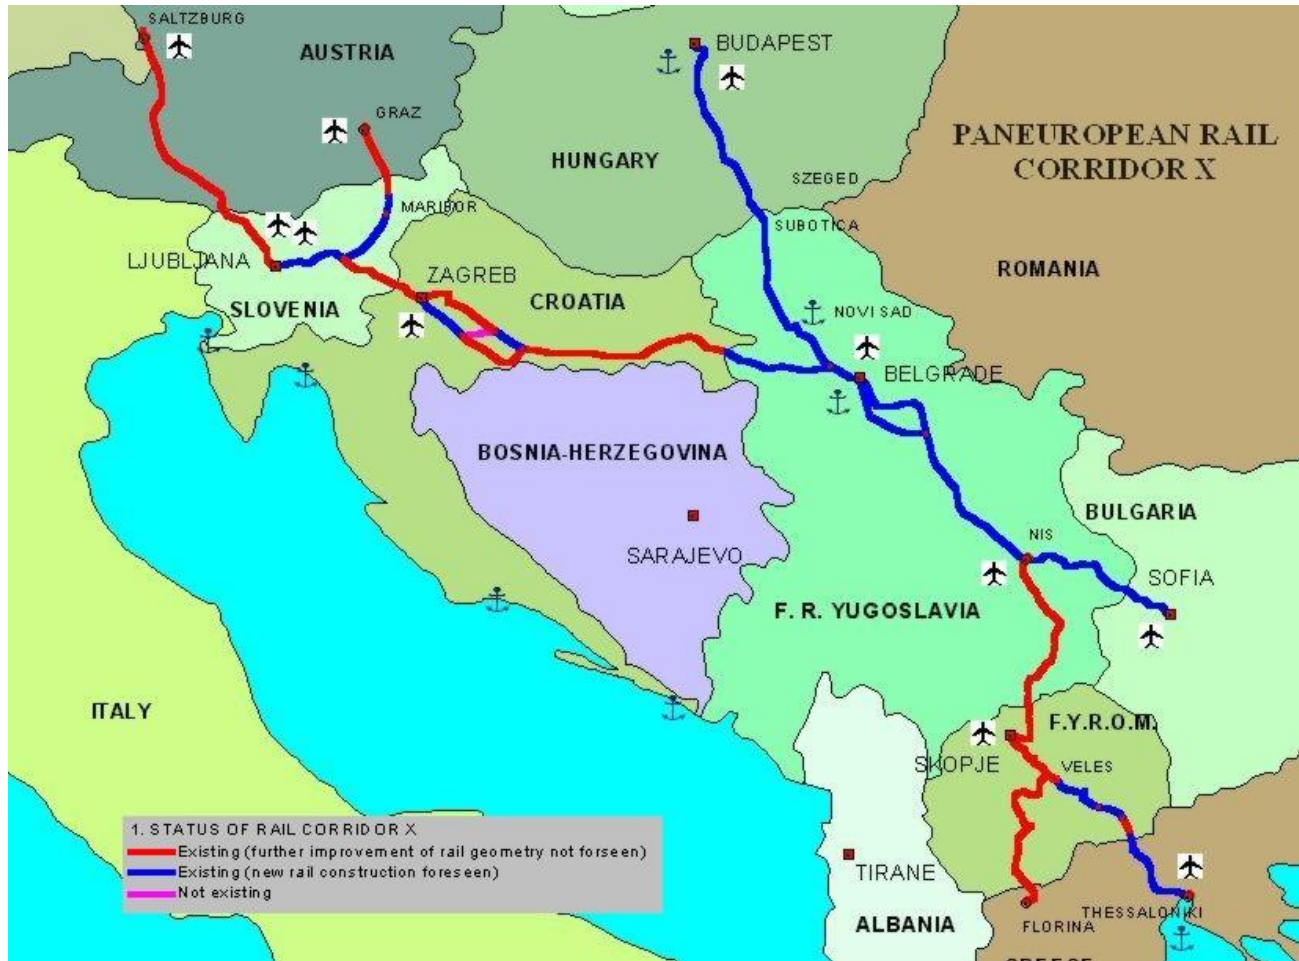 SALTZBURG
AUSTRIA
BUDAPEST
GRAZ
PANEUROPEAN RAIL
CORRIDOR X
HUNGARY
SZEGED
MARIBOR
SUBOTICA
LJUBLJANA
ZAGREB
ROMANIA
SLOVENIA
CROATIA
NOVI SAD
BELGRADE
BOSNIA-HERZEGOVINA
BULGARIA
NIS
SARAJEVO
SOFIA
F. R. YUGOSLAVIA
ITALY
F.Y.R.O.M.
SKOPJE
VELES
1. STATUS OF RAIL CORRIDOR X
Existing (further improvement of rail geometry not forseen)
Existing (new rail construction foreseen)
Not existing
TIRANE
ALBANIA
THESSALONIKI
FLORINA
GREECE